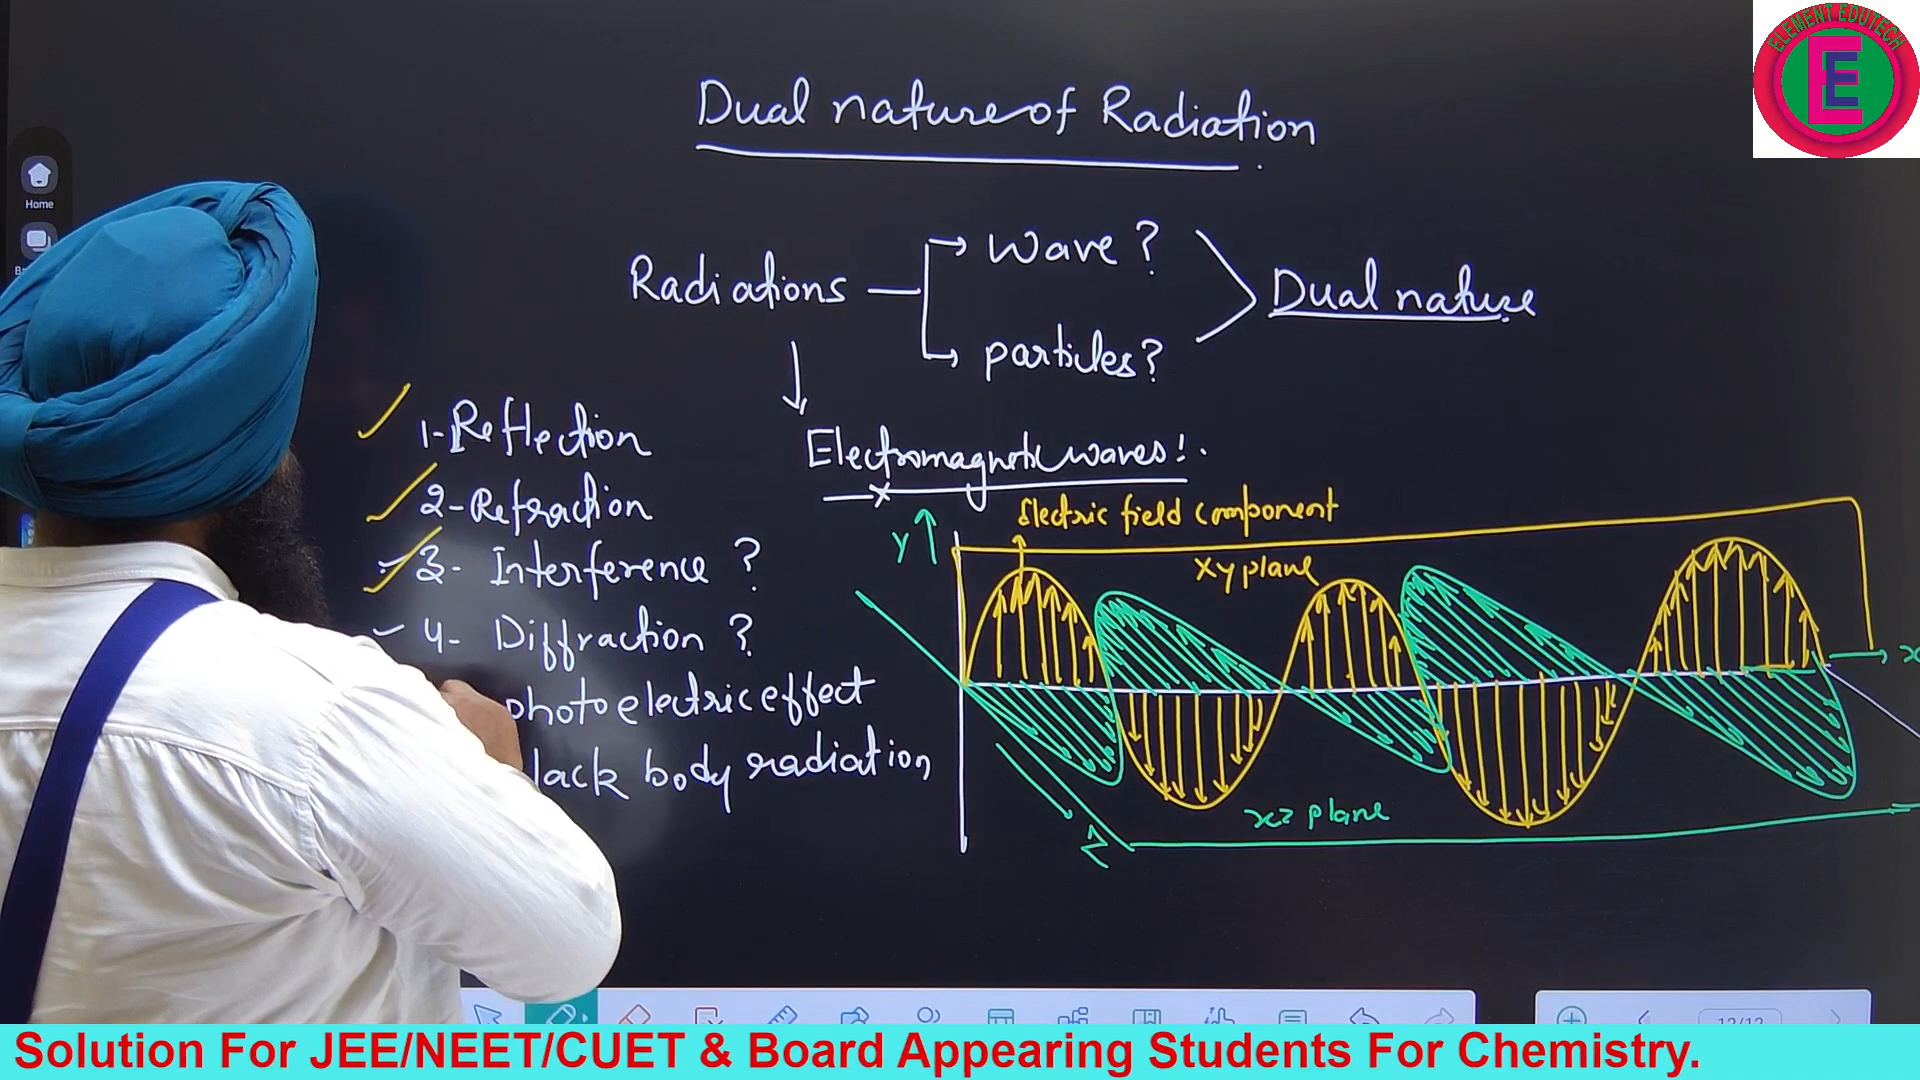 ELEMENT EDUTECH
E
E
Dual nature of Radiation
Home
wave ?
Radiations
Dual nature
particles?
1-Reflection
Electromagnetic waves!
2-Refraction
Electric field component
Y
3- Interference ?
xy plane
4- Diffraction ?
x
photoelectric effect
lack body radiation
xz plane
Z
12/12
Solution For JEE/NEET/CUET & Board Appearing Students For Chemistry.